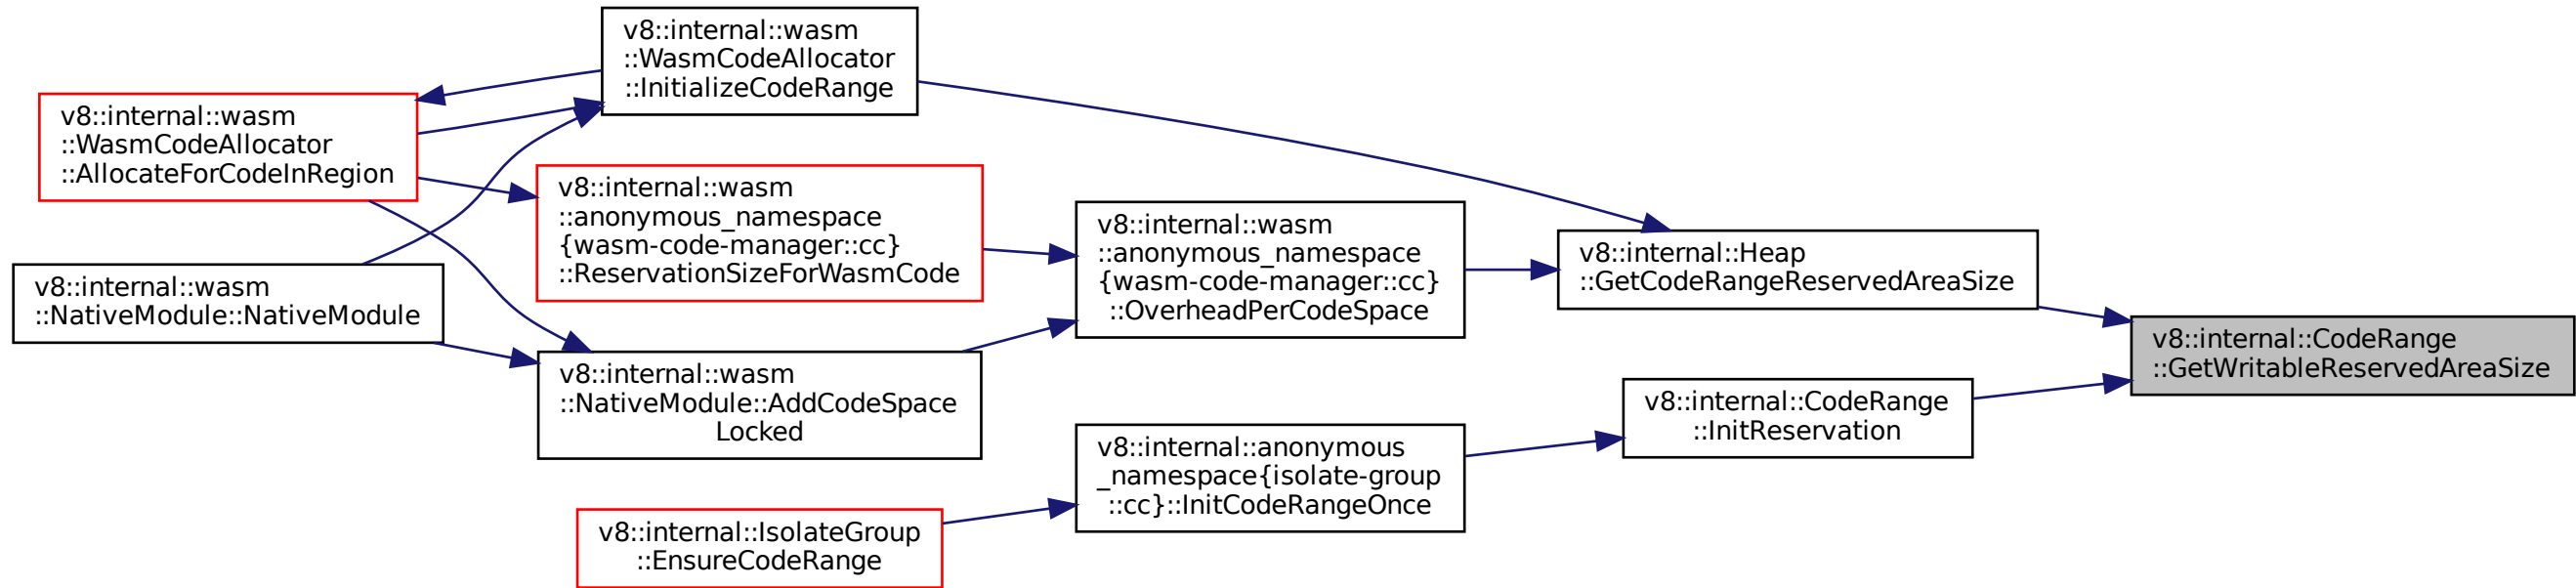 v8::internal::wasm
::WasmCodeAllocator
::InitializeCodeRange
v8::internal::wasm
::WasmCodeAllocator
::AllocateForCodeInRegion
v8::internal::wasm
::anonymous_namespace
{wasm-code-manager::cc}
::ReservationSizeForWasmCode
v8::internal::wasm
::anonymous_namespace
{wasm-code-manager::cc}
::OverheadPerCodeSpace
v8::internal::Heap
::GetCodeRangeReservedAreaSize
v8::internal::wasm
::NativeModule::NativeModule
v8::internal::CodeRange
::GetWritableReservedAreaSize
v8::internal::wasm
::NativeModule::AddCodeSpace
Locked
v8::internal::CodeRange
::InitReservation
v8::internal::anonymous
_namespace{isolate-group
::cc}::InitCodeRangeOnce
v8::internal::IsolateGroup
::EnsureCodeRange